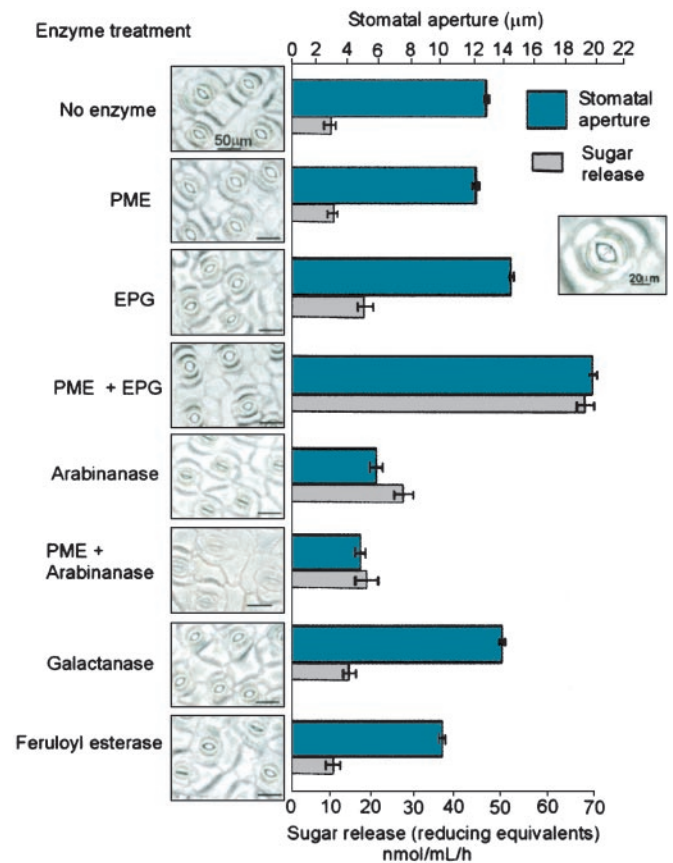 Enzyme treatment
Stomatal aperture (μm)
0 2 4 6 8 10 12 14 16 18 20 22
No enzyme
50μm
Stomatal
aperture
Sugar
release
PME
20μm
EPG
PME + EPG
Arabinanase
PME +
Arabinanase
Galactanase
Feruloyl esterase
0 10 20 30 40 50 60 70
Sugar release (reducing equivalents)
nmol/mL/h